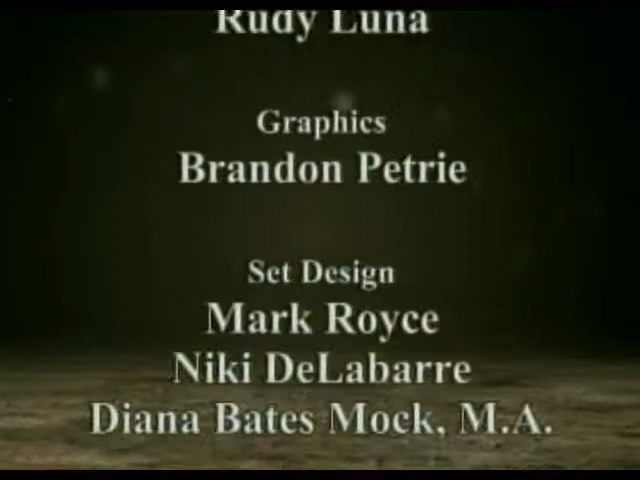 Rudy Luna
Graphics
Brandon Petrie
Set Design
Mark Royce
Niki DeLabarre
Diana Bates Mock, M.A.